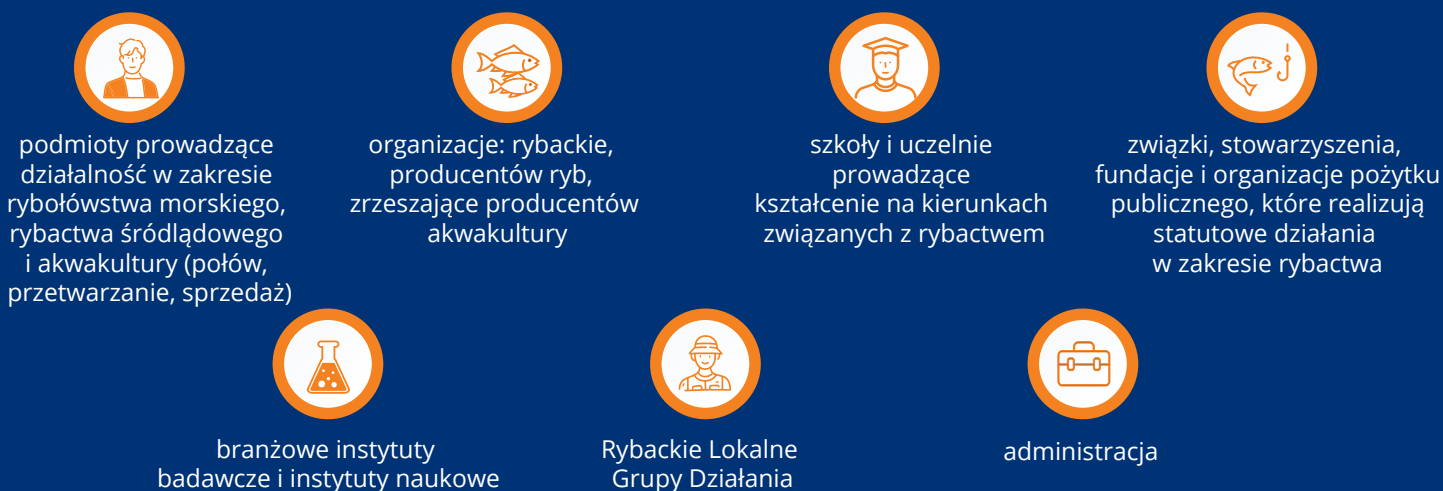 podmioty prowadzące
działalność w zakresie
rybołówstwa morskiego,
rybactwa śródlądowego
i akwakultury (połów,
przetwarzanie, sprzedaż)
organizacje: rybackie,
producentów ryb,
zrzeszające producentów
akwakultury
szkoły i uczelnie
prowadzące
kształcenie na kierunkach
związanych z rybactwem
związki, stowarzyszenia,
fundacje i organizacje pożytku
publicznego, które realizują
statutowe działania
w zakresie rybactwa
branżowe instytuty
badawcze i instytuty naukowe
Rybackie Lokalne
Grupy Działania
administracja